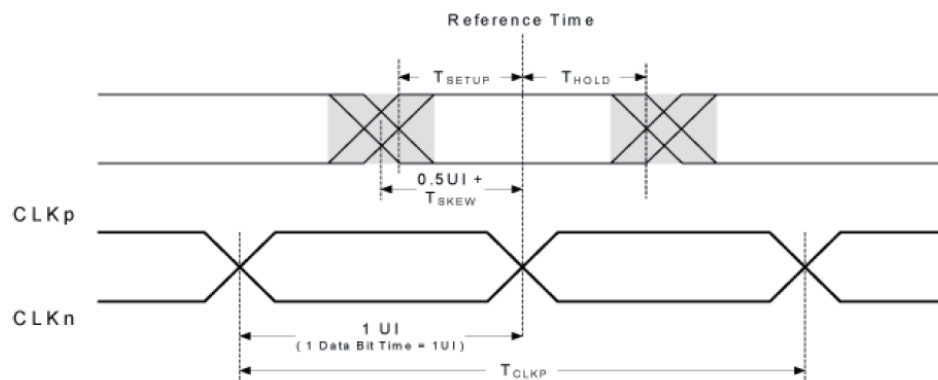 Reference Time
TSETUP THOLD
0.5UI +
TSKEW
CLKp
CLKn
1 UI
( 1 Data Bit Time = 1UI )
TCLKP